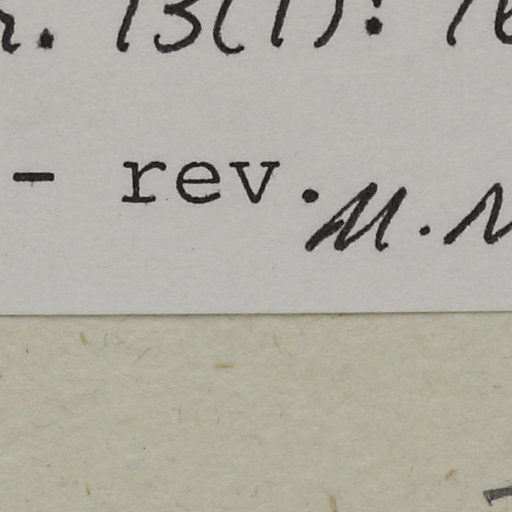 . 13(1):
- rev. M.